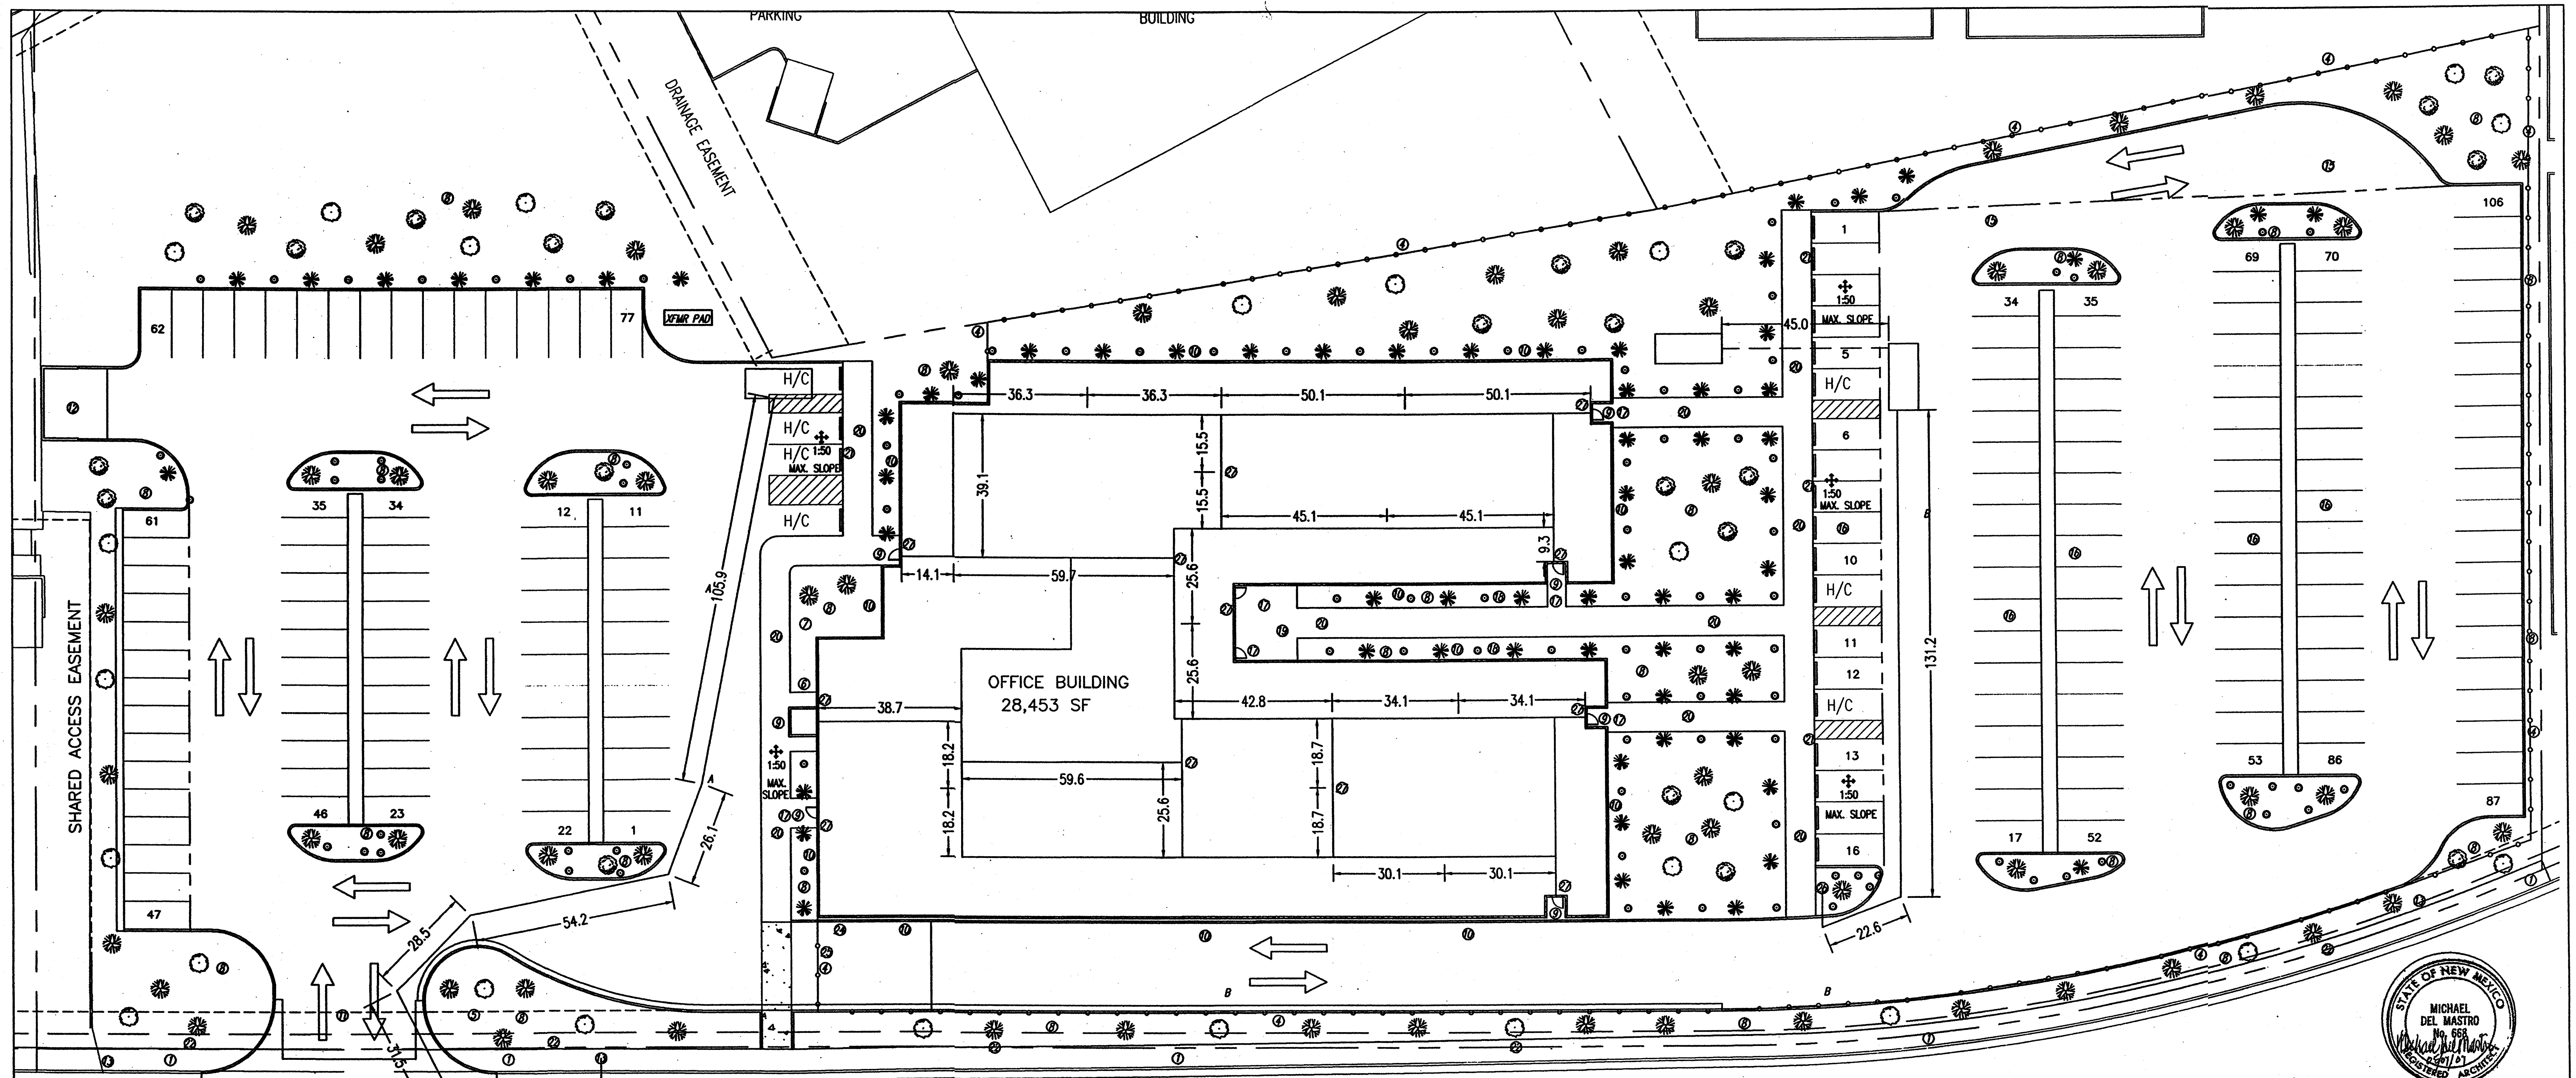 PARKING
BUILDING
DRAINAGE EASEMENT
XFMR PAD
62
77
106
69
70
34
35
1
1:50
MAX. SLOPE
45.0
5
H/C
6
1:50
MAX. SLOPE
10
H/C
11
12
H/C
13
1:50
MAX. SLOPE
16
H/C
H/C
H/C
1:50
MAX. SLOPE
H/C
36.3
36.3
50.1
50.1
39.1
15.5
15.5
45.1
45.1
9.3
14.1
59.7
25.6
25.6
OFFICE BUILDING
28,453 SF
38.7
42.8
34.1
34.1
18.2
18.2
59.6
25.6
18.7
18.7
30.1
30.1
1:50
MAX.
SLOPE
SHARED ACCESS EASEMENT
61
35
34
12
11
46
23
22
1
47
A
105.9
A
26.1
54.2
28.5
31.5
B
131.2
22.6
B
B
53
86
87
17
52
STATE OF NEW MEXICO
MICHAEL
DEL MASTRO
No. 668
REGISTERED ARCHITECT